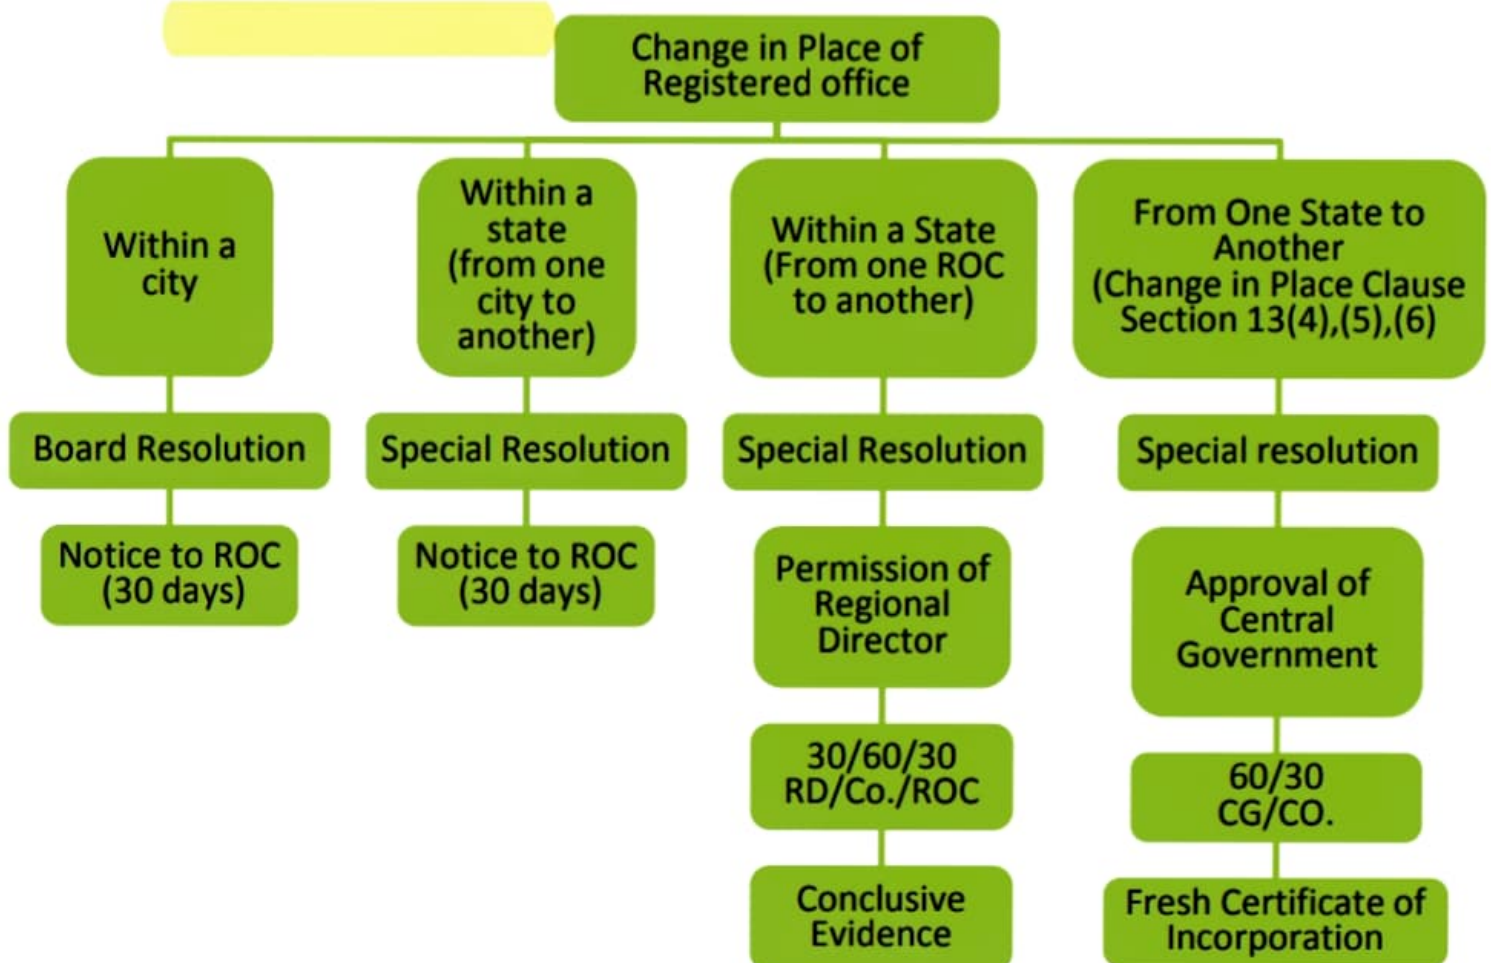 Change in Place of
Registered office
Within a
city
Within a
state
(from one
city to
another)
Within a State
(From one ROC
to another)
From One State to
Another
(Change in Place Clause
Section 13(4),(5),(6)
Board Resolution
Special Resolution
Special Resolution
Special resolution
Notice to ROC
(30 days)
Notice to ROC
(30 days)
Permission of
Regional
Director
Approval of
Central
Government
30/60/30
RD/Co./ROC
60/30
CG/CO.
Conclusive
Evidence
Fresh Certificate of
Incorporation